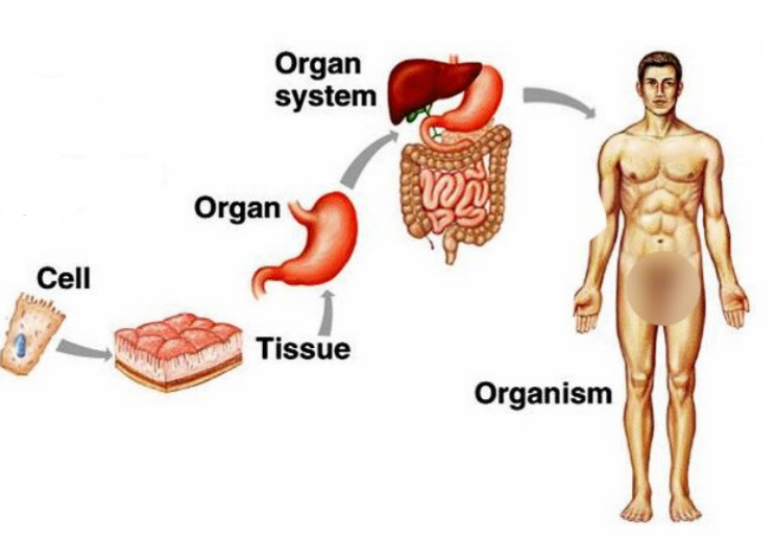 Cell
Tissue
Organ
Organ
system
Organism